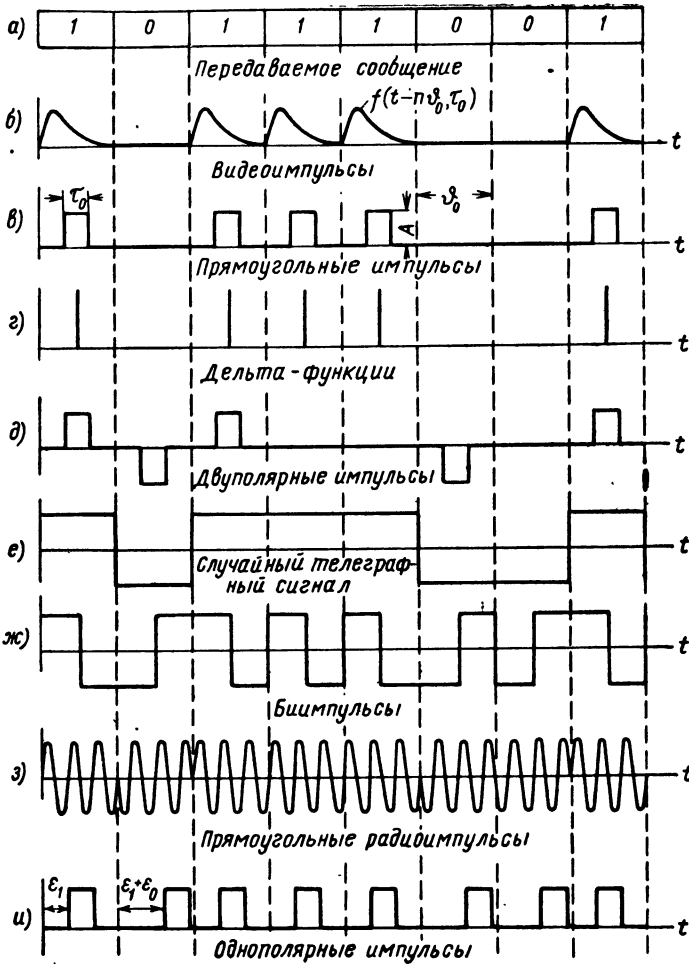 а) 1 0 1 1 1 0 0 1
Передаваемое сообщение
f(t−nϑ₀,τ₀)
в) t
Видеоимпульсы
τ₀ ϑ₀
в) A t
Прямоугольные импульсы
г) t
Дельта-функции
д) t
Двуполярные импульсы
е) t
Случайный телеграф-
ный сигнал
ж) t
Биимпульсы
з) t
Прямоугольные радиоимпульсы
ε₁ ε₁+ε₀
и) t
Однополярные импульсы